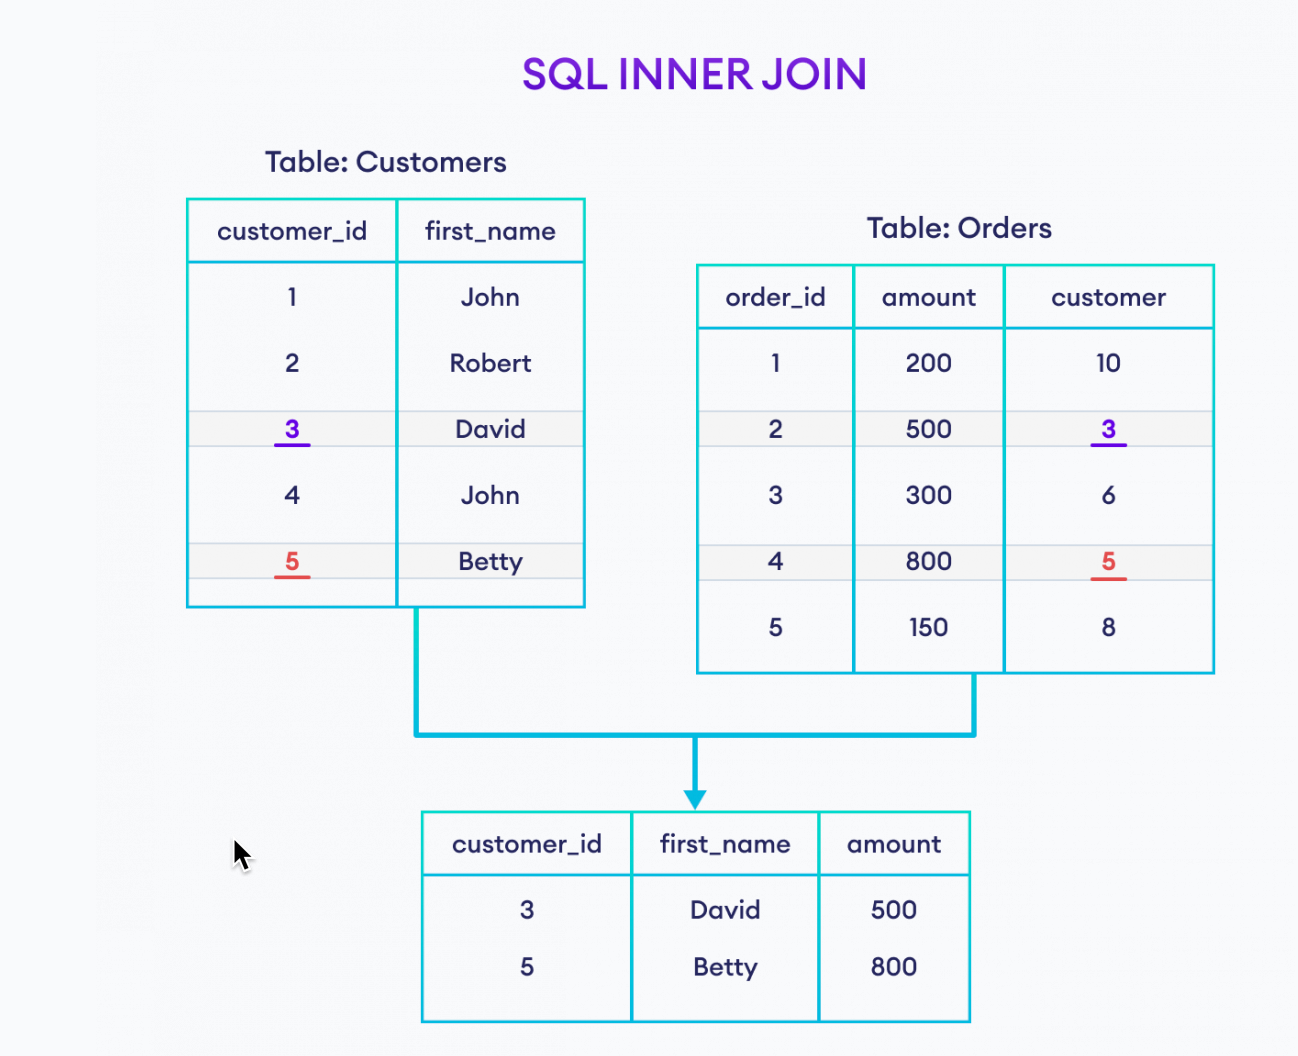 SQL INNER JOIN
Table: Customers
customer_id first_name
1 John
2 Robert
3 David
4 John
5 Betty
Table: Orders
order_id amount customer
1 200 10
2 500 3
3 300 6
4 800 5
5 150 8
customer_id first_name amount
3 David 500
5 Betty 800